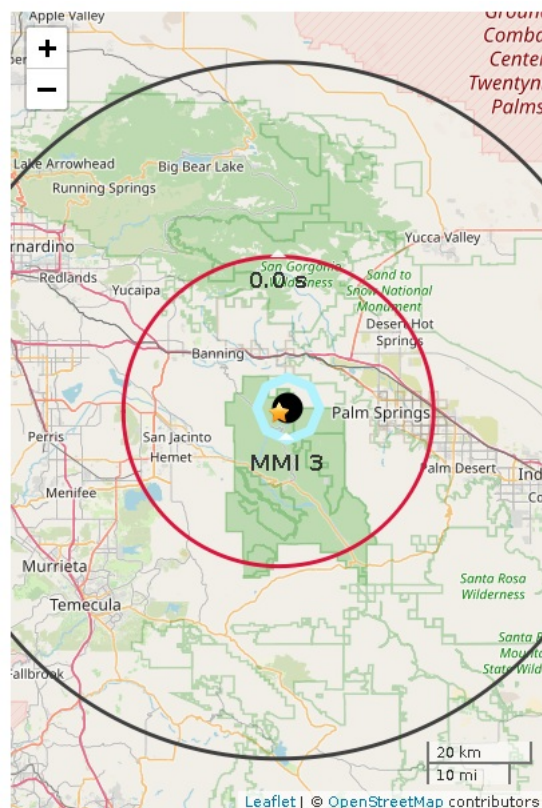 Apple Valley
Ground
Comba
Center
Twentyni
Palms
+
−
Lake Arrowhead
Big Bear Lake
Running Springs
rnardino
Yucca Valley
Redlands
San Gorgonio
Wilderness
Sand to
Snow National
Monument
0.0 s
Yucaipa
Desert Hot
Springs
Banning
Palm Springs
Perris
San Jacinto
Hemet
MMI 3
Palm Desert
Ind
Menifee
Murrieta
Santa Rosa
Wilderness
Temecula
Santa R
Mount
State Wild
Fallbrook
20 km
10 mi
Leaflet | © OpenStreetMap contributors